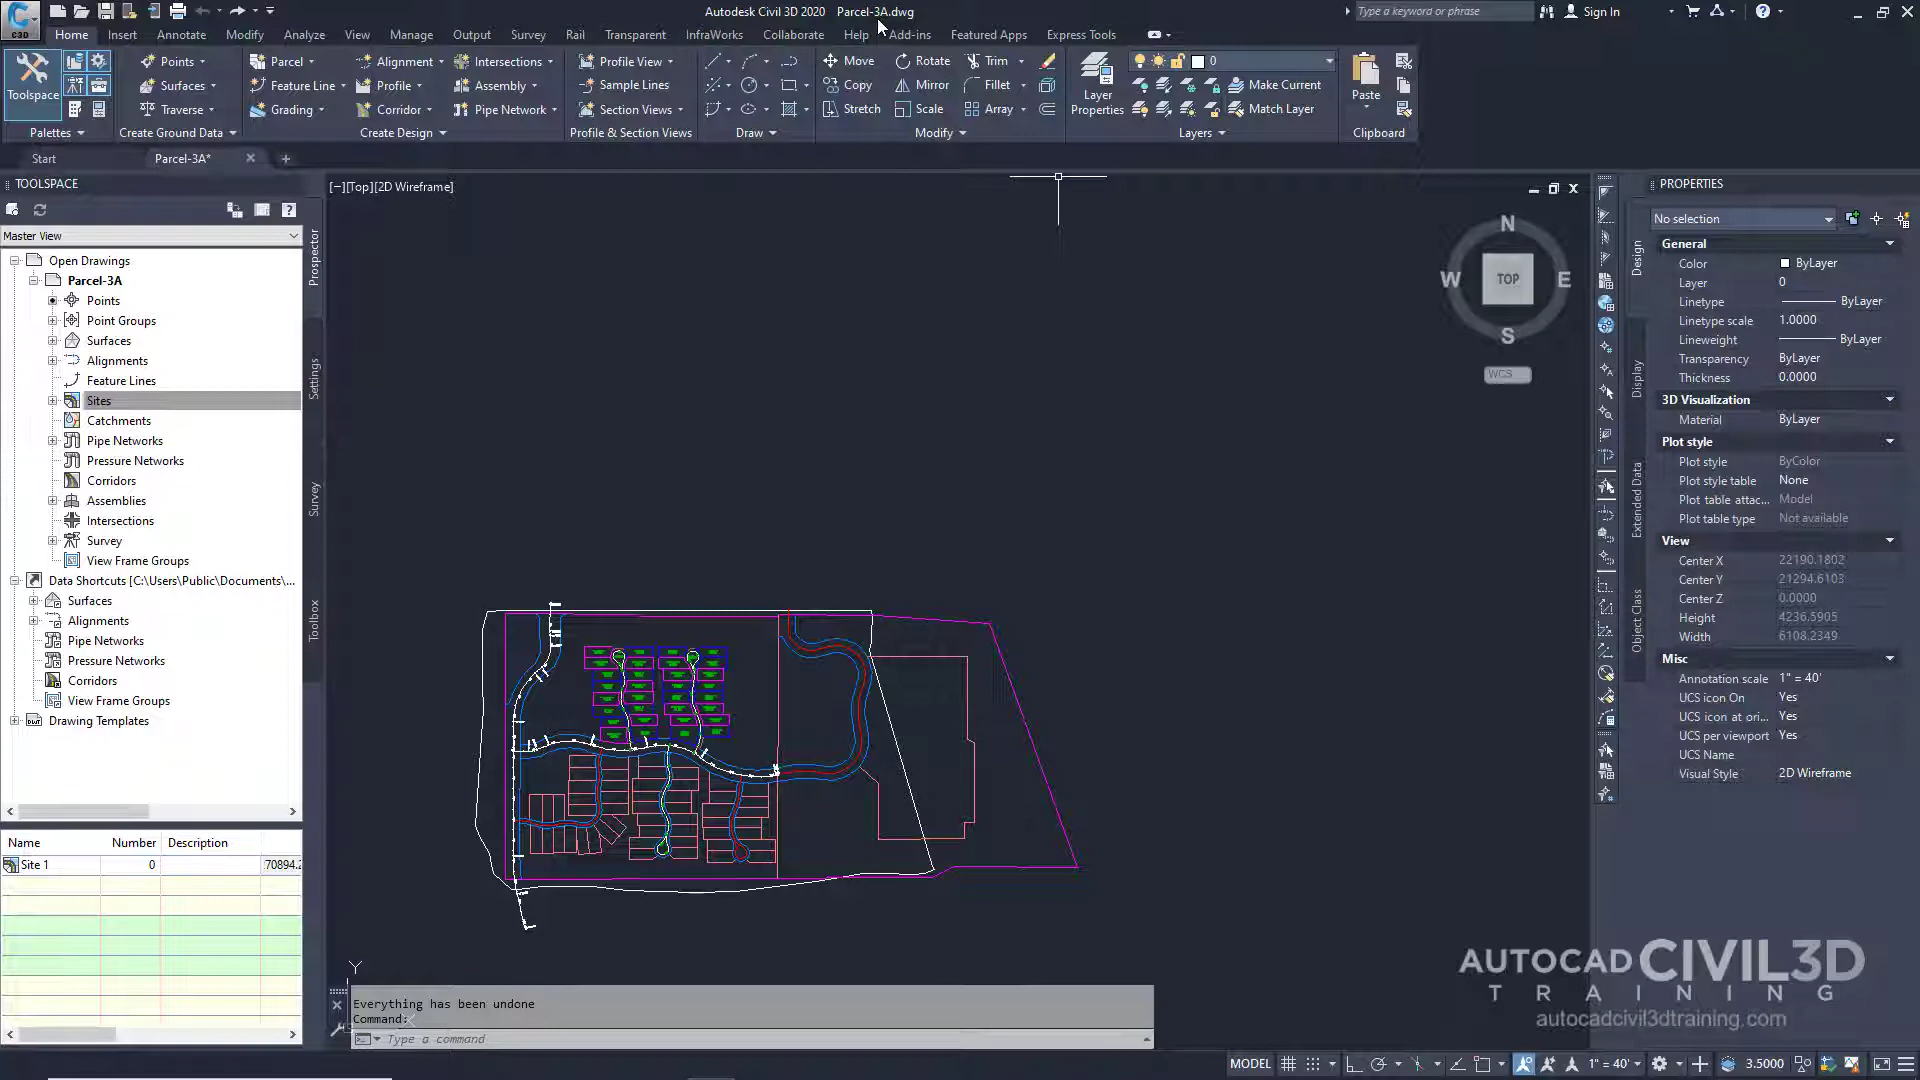 Autodesk Civil 3D 2020 Parcel-3A.dwg
Type a keyword or phrase
Sign In
C3D
Home Insert Annotate Modify Analyze View Manage Output Survey Rail Transparent InfraWorks Collaborate Help Add-ins Featured Apps Express Tools
Toolspace
Points
Surfaces
Traverse
Parcel
Feature Line
Grading
Alignment
Profile
Corridor
Intersections
Assembly
Pipe Network
Profile View
Sample Lines
Section Views
Move
Copy
Stretch
Rotate
Mirror
Scale
Trim
Fillet
Array
Layer
Properties
0
Make Current
Match Layer
Paste
Palettes
Create Ground Data
Create Design
Profile & Section Views
Draw
Modify
Layers
Clipboard
Start
Parcel-3A*
TOOLSPACE
Master View
Open Drawings
Parcel-3A
Points
Point Groups
Surfaces
Alignments
Feature Lines
Sites
Catchments
Pipe Networks
Pressure Networks
Corridors
Assemblies
Intersections
Survey
View Frame Groups
Data Shortcuts [C:\Users\Public\Documents\...
Surfaces
Alignments
Pipe Networks
Pressure Networks
Corridors
View Frame Groups
Drawing Templates
Prospector
Settings
Survey
Toolbox
Name Number Description
Site 1 0 70894.2
[−][Top][2D Wireframe]
N
W
TOP
E
S
WCS
Y
X
Everything has been undone
Command:
Type a command
PROPERTIES
No selection
Design
Display
Extended Data
Object Class
General
Color ByLayer
Layer 0
Linetype ByLayer
Linetype scale 1.0000
Lineweight ByLayer
Transparency ByLayer
Thickness 0.0000
3D Visualization
Material ByLayer
Plot style
Plot style ByColor
Plot style table None
Plot table attac... Model
Plot table type Not available
View
Center X 22190.1802
Center Y 21294.6103
Center Z 0.0000
Height 4236.5905
Width 6108.2349
Misc
Annotation scale 1" = 40'
UCS icon On Yes
UCS icon at ori... Yes
UCS per viewport Yes
UCS Name
Visual Style 2D Wireframe
AUTOCAD CIVIL3D
TRAINING
autocadcivil3dtraining.com
MODEL
1" = 40'
3.5000